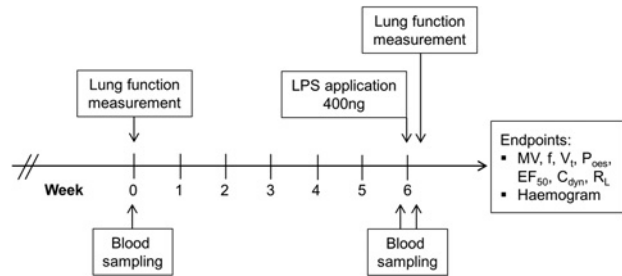 Lung function
measurement
Lung function
measurement
LPS application
400ng
Week
0 1 2 3 4 5 6
Blood
sampling
Blood
sampling
Endpoints:
▪ MV, f, Vt, Poes,
EF50, Cdyn, RL
▪ Haemogram